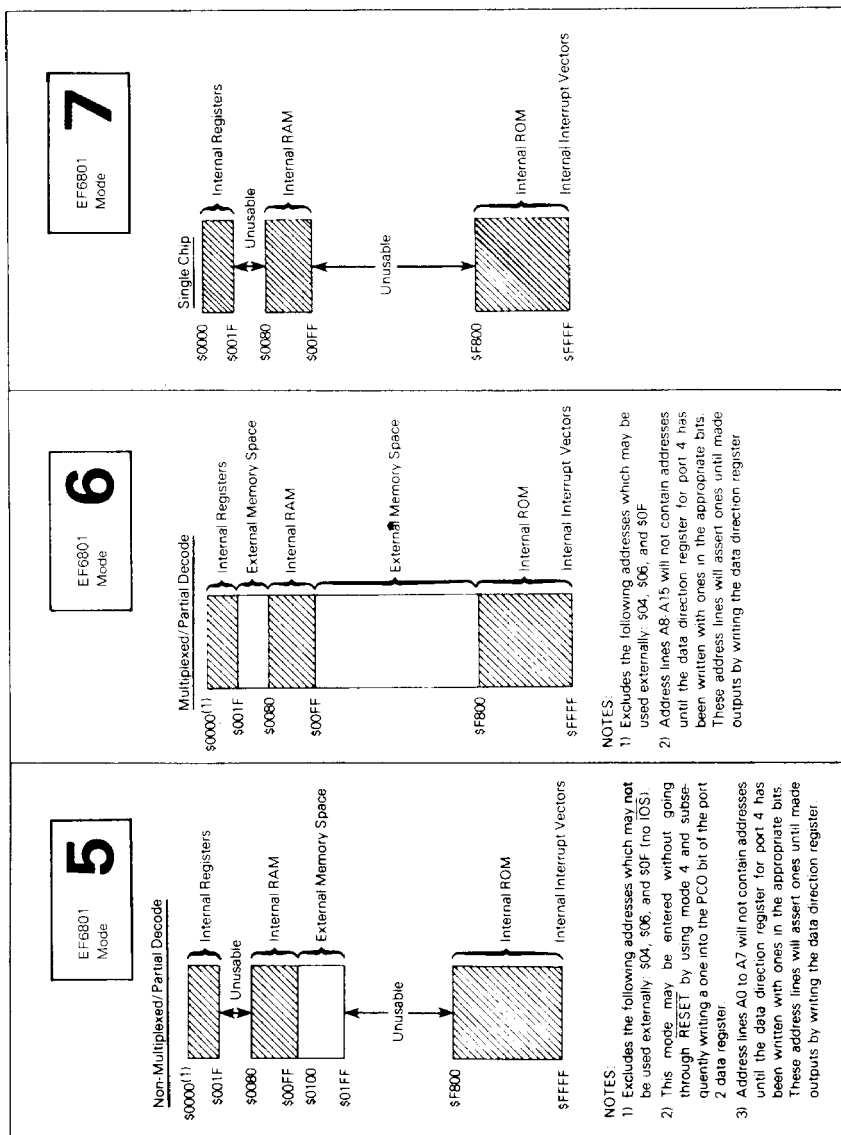 EF6801
Mode
5
Non-Multiplexed/Partial Decode
$0000(1)
Internal Registers
$001F
Unusable
$0080
Internal RAM
$00FF
$0100
External Memory Space
$01FF
Unusable
$F800
Internal ROM
$FFFF
Internal Interrupt Vectors
NOTES:
1) Excludes the following addresses which may not
be used externally: $04, $06, and $0F (no IOS).
2) This mode may be entered without going
through RESET by using mode 4 and subse-
quently writing a one into the PCO bit of the port
2 data register.
3) Address lines A0 to A7 will not contain addresses
until the data direction register for port 4 has
been written with ones in the appropriate bits.
These address lines will assert ones until made
outputs by writing the data direction register.
EF6801
Mode
6
Multiplexed/Partial Decode
$0000(1)
Internal Registers
$001F
External Memory Space
$0080
Internal RAM
$00FF
External Memory Space
$F800
Internal ROM
$FFFF
Internal Interrupt Vectors
NOTES:
1) Excludes the following addresses which may be
used externally: $04, $06, and $0F
2) Address lines A8-A15 will not contain addresses
until the data direction register for port 4 has
been written with ones in the appropriate bits.
These address lines will assert ones until made
outputs by writing the data direction register
EF6801
Mode
7
Single Chip
$0000
Internal Registers
$001F
Unusable
$0080
Internal RAM
$00FF
Unusable
$F800
Internal ROM
$FFFF
Internal Interrupt Vectors